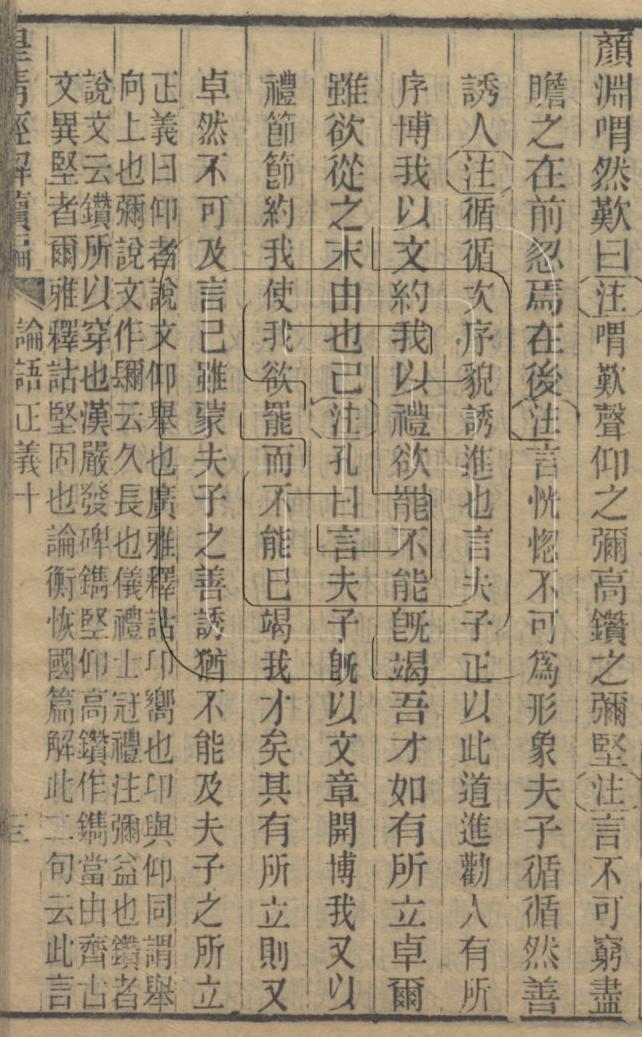 顏淵喟然歎曰注喟歎聲仰之彌高鑽之彌堅注言不可窮盡
瞻之在前忽焉在後注言恍惚不可爲形象夫子循循然善
誘人注循循次序貌誘進也言夫子正以此道進勸人有所
序博我以文約我以禮欲罷不能旣竭吾才如有所立卓爾
雖欲從之末由也已注孔曰言夫子旣以文章開博我又以
禮節節約我使我欲罷而不能已竭我才矣其有所立則又
卓然不可及言己雖蒙夫子之善誘猶不能及夫子之所立
正義曰仰者說文仰舉也廣雅釋詁卬嚮也卬與仰同謂舉
向上也彌說文作镾云久長也儀禮士冠禮注彌益也鑽者
說文云鑽所以穿也漢嚴發碑鐫堅仰高鑽作鐫當由齊古
文異堅者爾雅釋詁堅固也論衡恢國篇解此二句云此言
皇淸經解續編 論語正義十 三